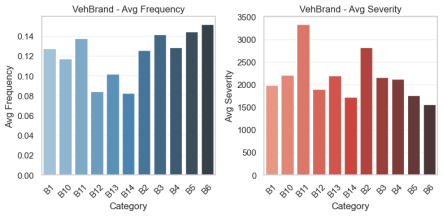 VehBrand - Avg Frequency
Avg Frequency
0.14
0.12
0.10
0.08
0.06
0.04
0.02
0.00
B1 B10 B11 B12 B13 B14 B2 B3 B4 B5 B6
Category
VehBrand - Avg Severity
Avg Severity
3500
3000
2500
2000
1500
1000
500
0
B1 B10 B11 B12 B13 B14 B2 B3 B4 B5 B6
Category